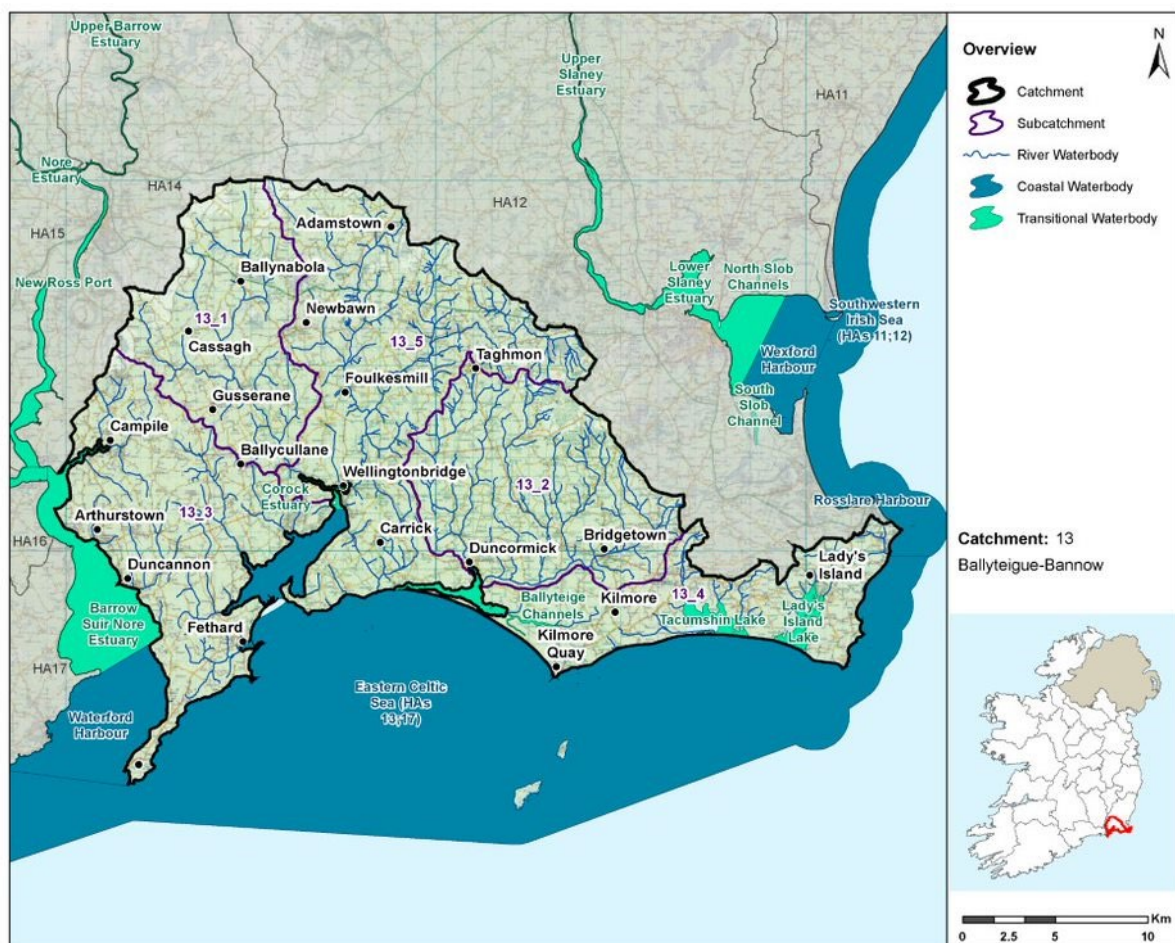 Upper Barrow
Estuary
Upper
Slaney
Estuary
HA11
Nore
Estuary
HA14
HA12
HA15
Adamstown
New Ross Port
Ballynabola
Lower
Slaney
Estuary
North Slob
Channels
Southwestern
Irish Sea
(HAs 11;12)
13_1
Newbawn
Cassagh
13_5
Taghmon
Wexford
Harbour
Foulkesmill
Gusserane
South
Slob
Channel
Campile
Ballycullane
Wellingtonbridge
Corock
Estuary
13_2
Rosslare Harbour
Arthurstown
13_3
HA16
Carrick
Bridgetown
Duncormick
Duncannon
Lady's
Island
Barrow
Suir Nore
Estuary
Ballyteige
Channels
Kilmore
13_4
Tacumshin Lake
Lady's
Island
Lake
Fethard
Kilmore
Quay
HA17
Eastern Celtic
Sea (HAs
13;17)
Waterford
Harbour
Overview
N
Catchment
Subcatchment
River Waterbody
Coastal Waterbody
Transitional Waterbody
Catchment: 13
Ballyteigue-Bannow
Km
0 2.5 5 10